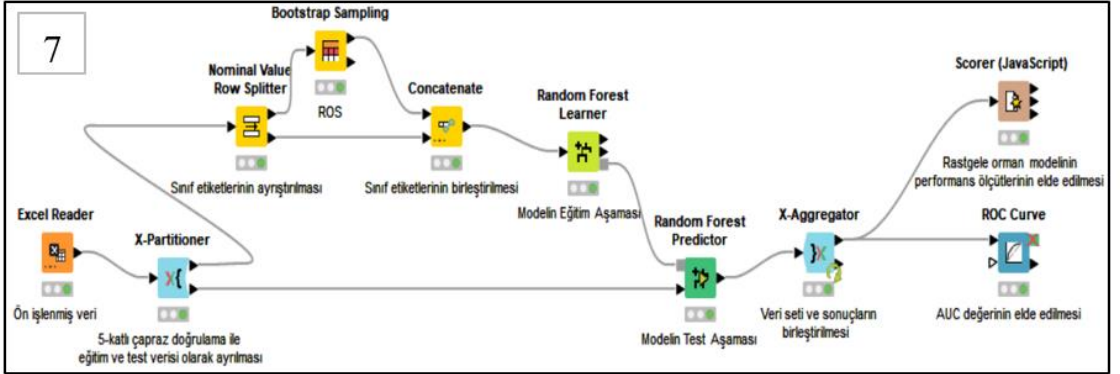 7
Bootstrap Sampling
ROS
Nominal Value
Row Splitter
Sınıf etiketlerinin ayrıştırılması
Concatenate
Sınıf etiketlerinin birleştirilmesi
Random Forest
Learner
Modelin Eğitim Aşaması
Scorer (JavaScript)
Rastgele orman modelinin
performans ölçütlerinin elde edilmesi
Excel Reader
Ön işlenmiş veri
X-Partitioner
5-katlı çapraz doğrulama ile
eğitim ve test verisi olarak ayrılması
Random Forest
Predictor
Modelin Test Aşaması
X-Aggregator
Veri seti ve sonuçların
birleştirilmesi
ROC Curve
AUC değerinin elde edilmesi